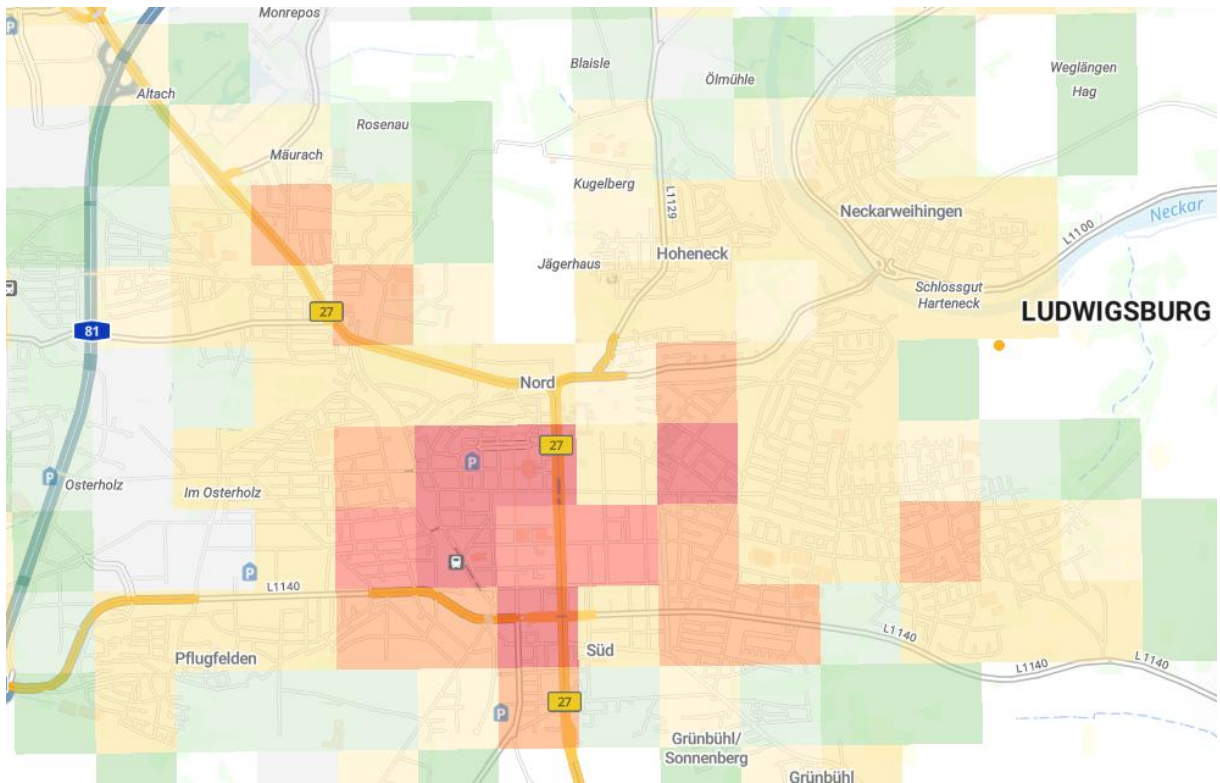 Monrepos
P
Blaisle
Ölmühle
Weglängen
Hag
Altach
Rosenau
Mäurach
Kugelberg
L1129
Neckarweihingen
Neckar
L1100
Hoheneck
Jägerhaus
Schlossgut
Harteneck
27
81
LUDWIGSBURG
Nord
27
P
P
Osterholz
Im Osterholz
P
L1140
Süd
L1140
Pflugfelden
L1140
L1140
27
P
Grünbühl/
Sonnenberg
Grünbühl